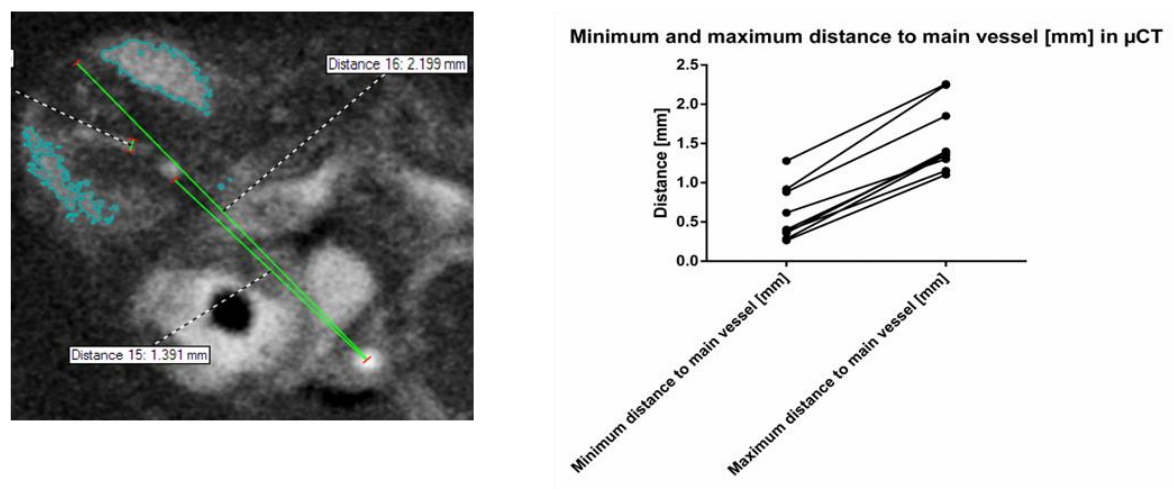 Distance 16: 2.199 mm
Distance 15: 1.391 mm
Minimum and maximum distance to main vessel [mm] in µCT
Distance [mm]
2.5
2.0
1.5
1.0
0.5
0.0
Minimum distance to main vessel [mm]
Maximum distance to main vessel [mm]